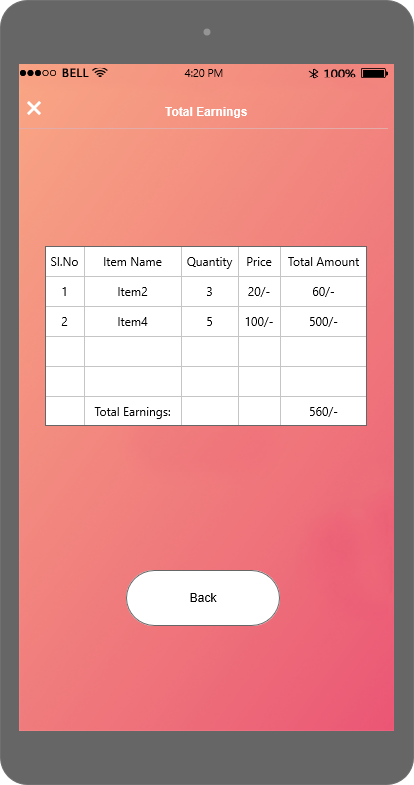 BELL 4:20 PM 100%
× Total Earnings
Sl.No Item Name Quantity Price Total Amount
1 Item2 3 20/- 60/-
2 Item4 5 100/- 500/-
Total Earnings: 560/-
Back